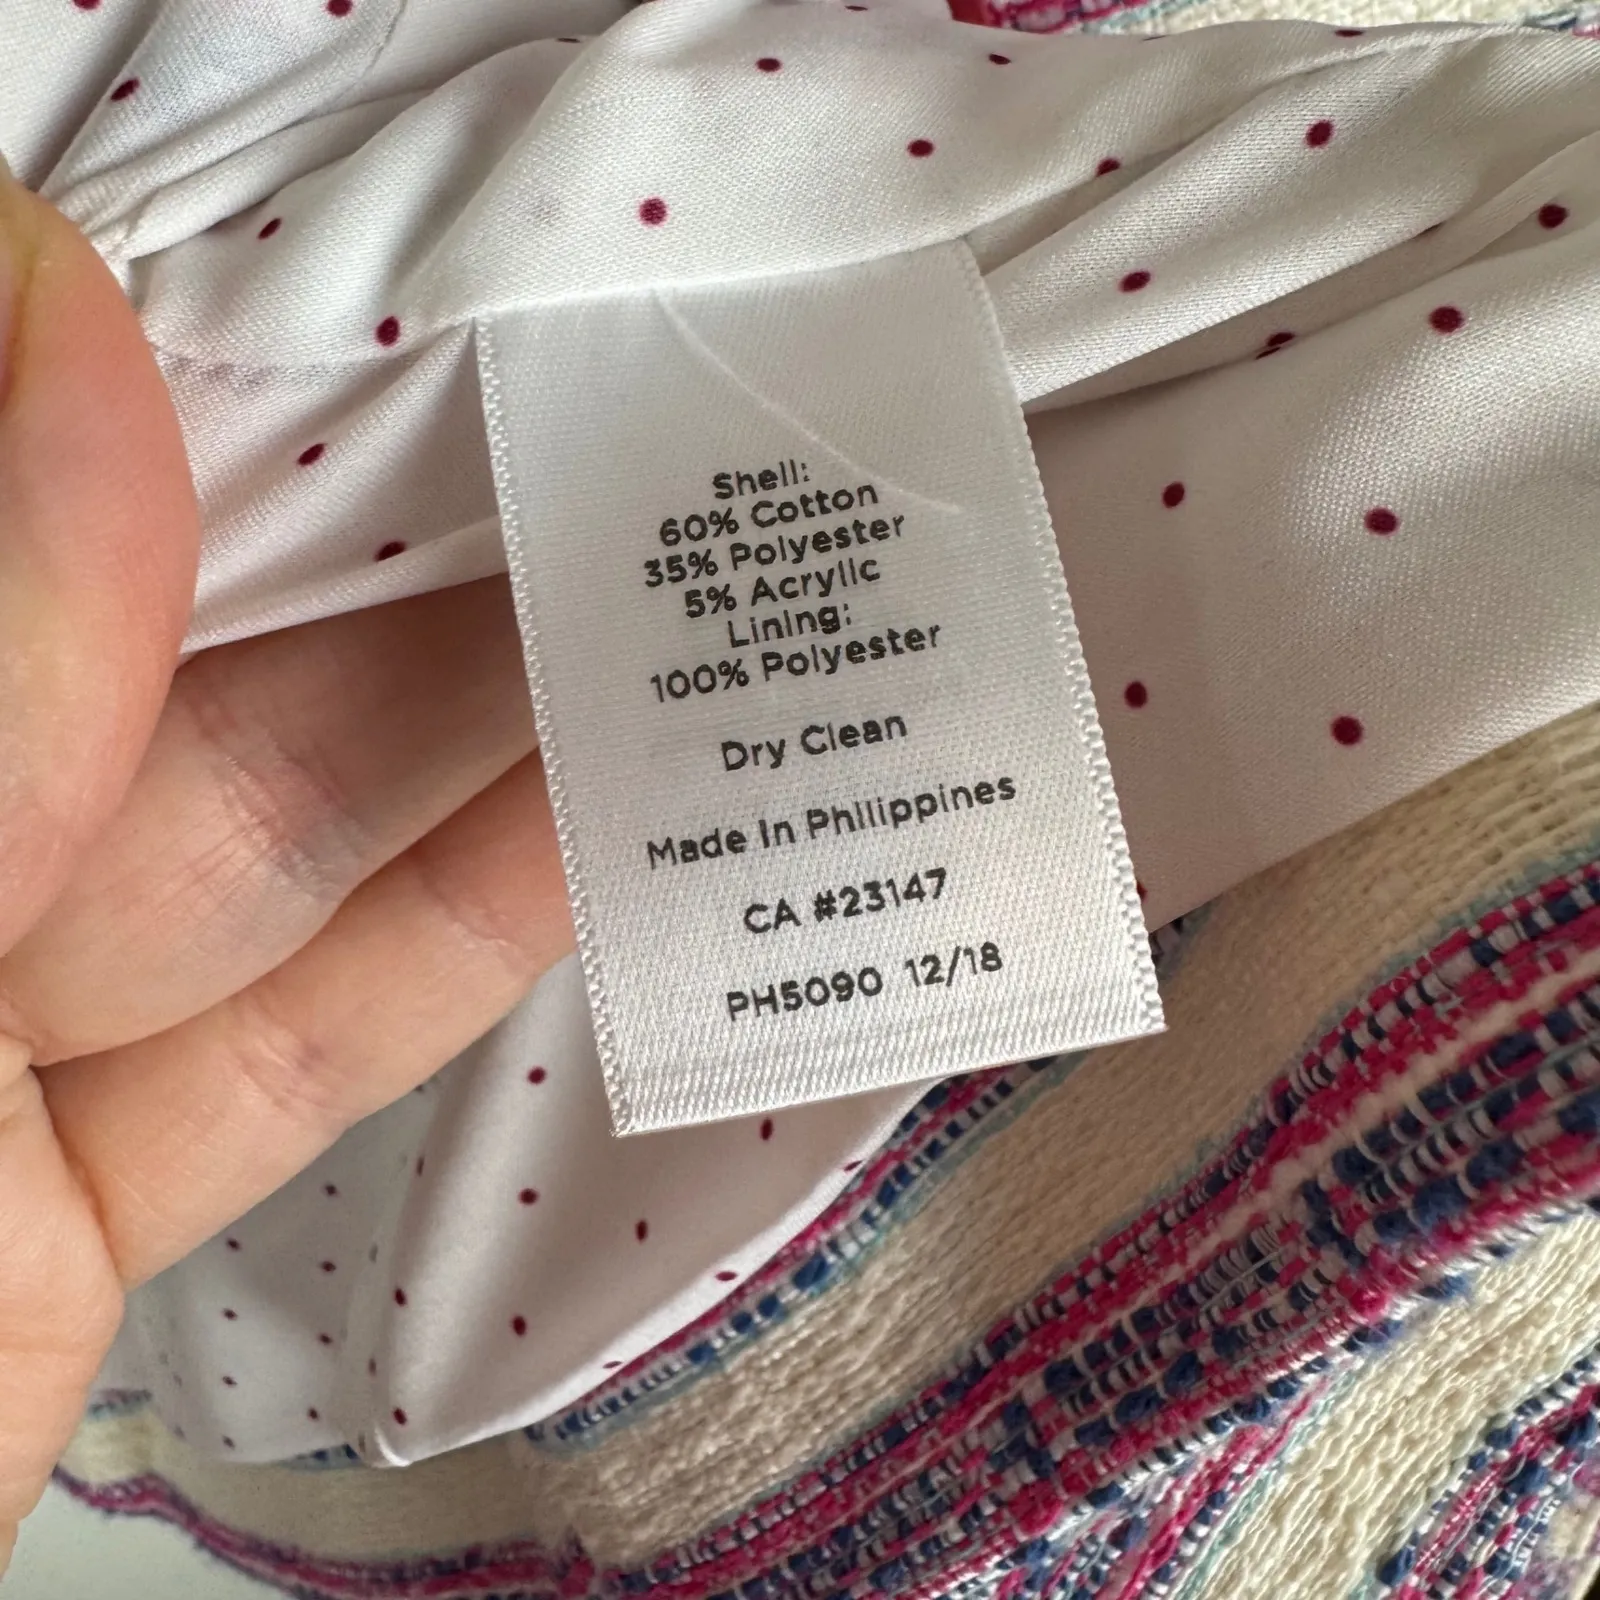 Shell:
60% Cotton
35% Polyester
5% Acrylic
Lining:
100% Polyester
Dry Clean
Made In Philippines
CA #23147
PH5090 12/18